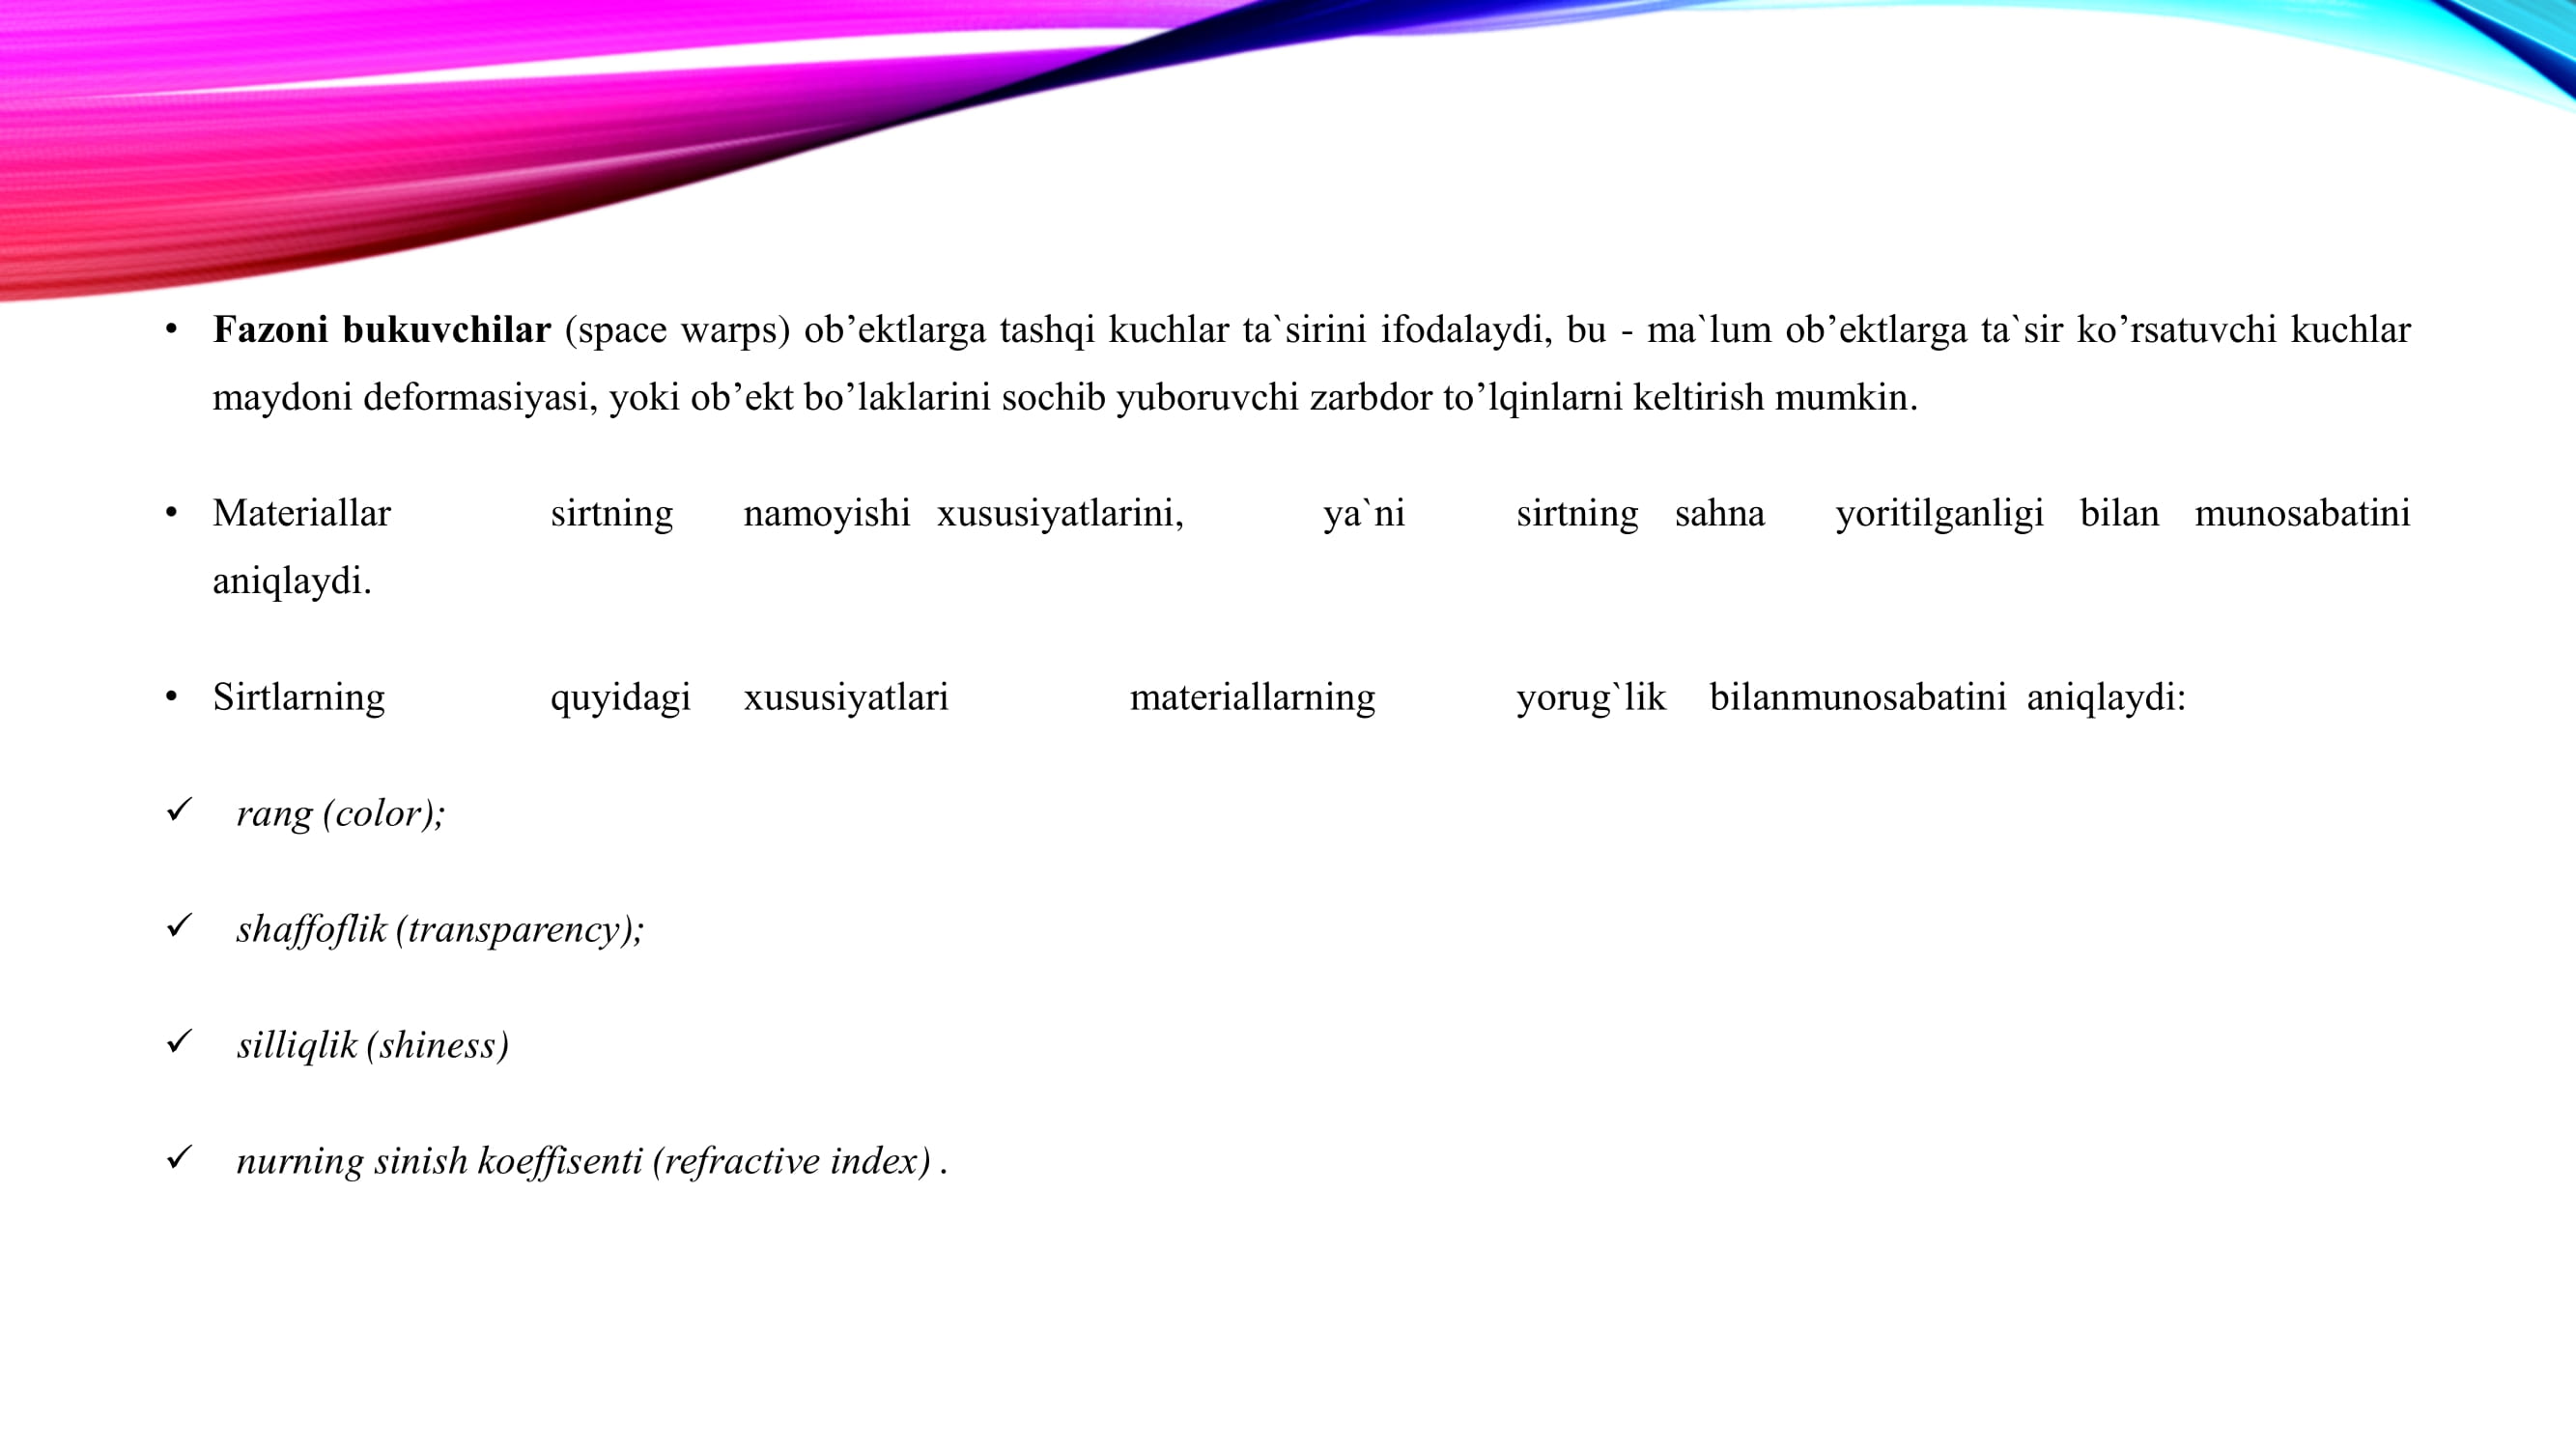 • Fazoni bukuvchilar (space warps) ob’ektlarga tashqi kuchlar ta`sirini ifodalaydi, bu - ma`lum ob’ektlarga ta`sir ko’rsatuvchi kuchlar
maydoni deformasiyasi, yoki ob’ekt bo’laklarini sochib yuboruvchi zarbdor to’lqinlarni keltirish mumkin.
• Materiallar sirtning namoyishi xususiyatlarini, ya`ni sirtning sahna yoritilganligi bilan munosabatini
aniqlaydi.
• Sirtlarning quyidagi xususiyatlari materiallarning yorug`lik bilanmunosabatini aniqlaydi:
✓ rang (color);
✓ shaffoflik (transparency);
✓ silliqlik (shiness)
✓ nurning sinish koeffisenti (refractive index) .